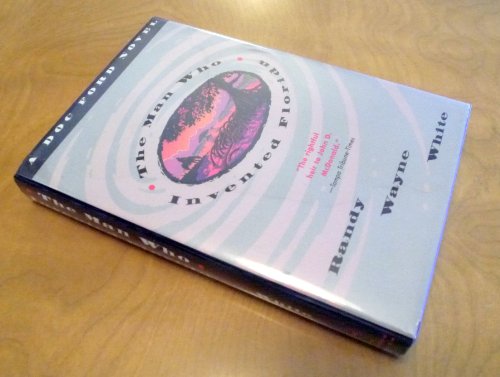 A DOC FORD NOVEL
• The Man Who •
Invented Florida
"The rightful
heir to John D.
McDonald."
—Tampa Tribune-Times
Randy
Wayne
White
The Man Who •